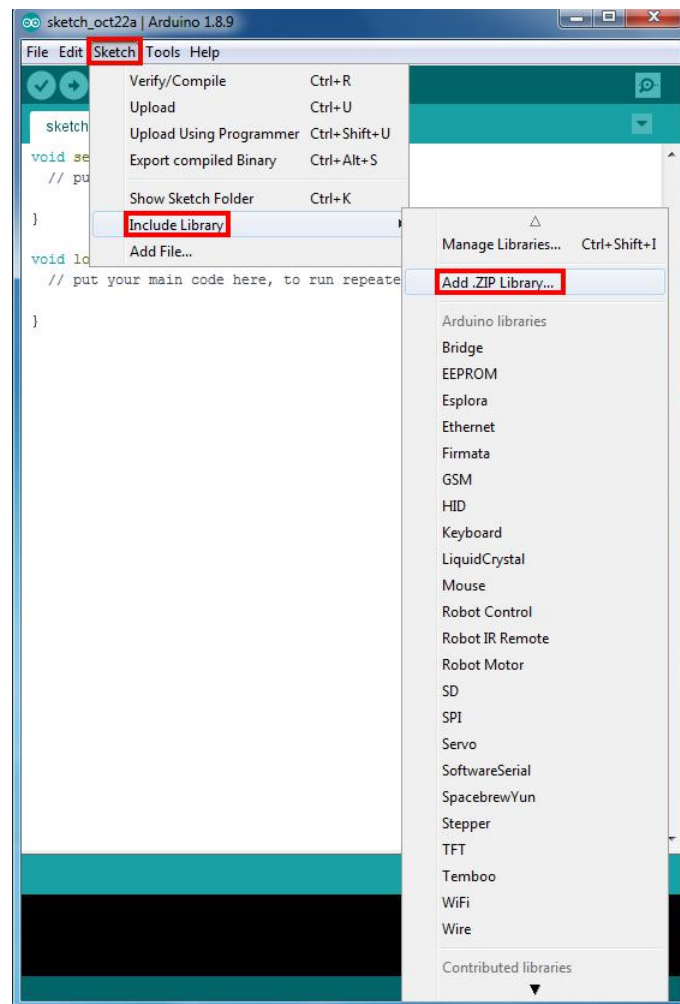 sketch_oct22a | Arduino 1.8.9
File Edit Sketch Tools Help
Verify/Compile Ctrl+R
Upload Ctrl+U
Upload Using Programmer Ctrl+Shift+U
Export compiled Binary Ctrl+Alt+S
Show Sketch Folder Ctrl+K
Include Library
Add File...
sketch
void se
// pu
}
void lo
// put your main code here, to run repeate
}
Manage Libraries... Ctrl+Shift+I
Add .ZIP Library...
Arduino libraries
Bridge
EEPROM
Esplora
Ethernet
Firmata
GSM
HID
Keyboard
LiquidCrystal
Mouse
Robot Control
Robot IR Remote
Robot Motor
SD
SPI
Servo
SoftwareSerial
SpacebrewYun
Stepper
TFT
Temboo
WiFi
Wire
Contributed libraries